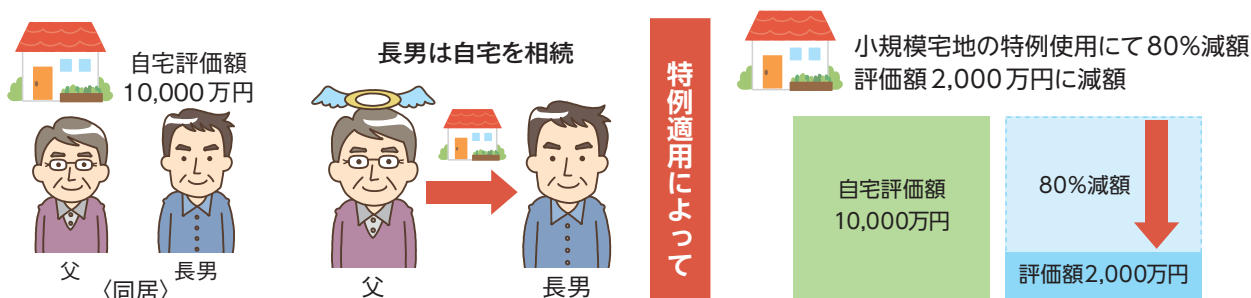 自宅評価額
10,000万円
父
長男
〈同居〉
長男は自宅を相続
父
長男
特例適用によって
小規模宅地の特例使用にて80%減額
評価額2,000万円に減額
自宅評価額
10,000万円
80%減額
評価額2,000万円